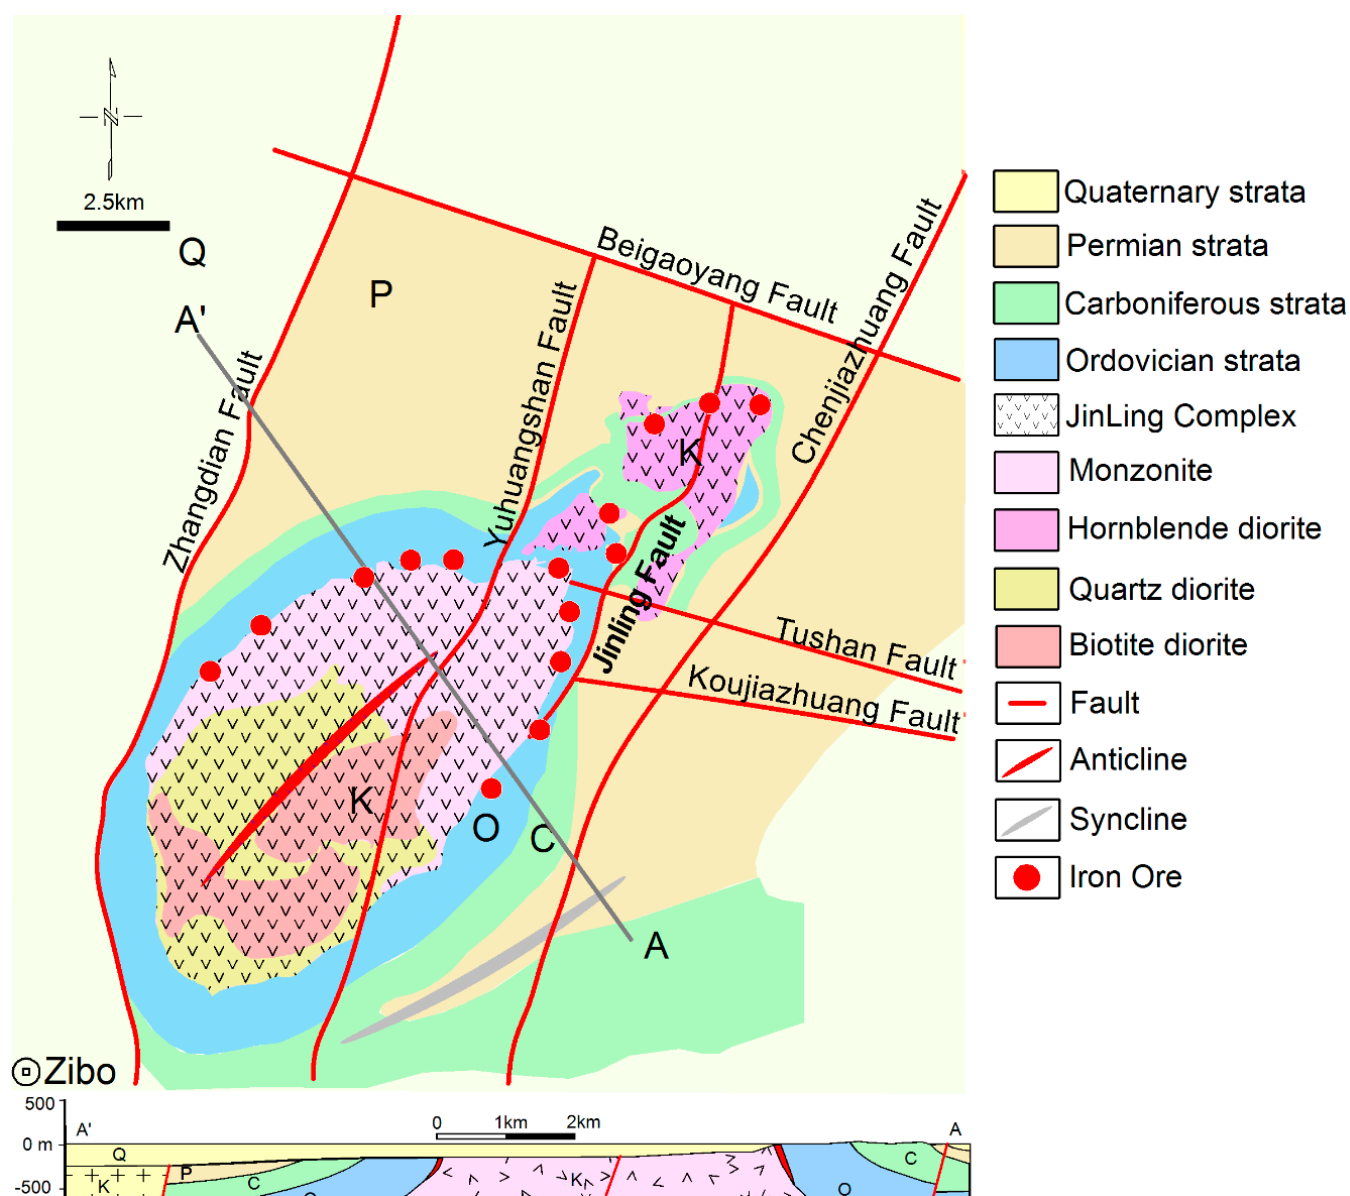 N
2.5km
Q
A'
P
Beigaoyang Fault
Chenjiazhuang Fault
Yuhuangshan Fault
Zhangdian Fault
K
Jinling Fault
Tushan Fault
Koujiazhuang Fault
K
O
C
A
Zibo
Quaternary strata
Permian strata
Carboniferous strata
Ordovician strata
JinLing Complex
Monzonite
Hornblende diorite
Quartz diorite
Biotite diorite
Fault
Anticline
Syncline
Iron Ore
500
A'
0 1km 2km
A
0 m
Q
P
K
C
O
K
O
C
-500